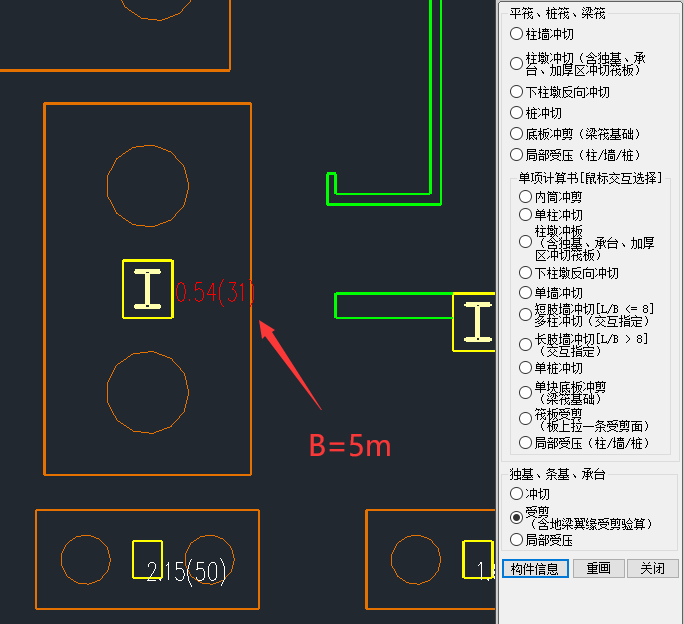 0.54(31)
B=5m
2.15(50)
平筏、桩筏、梁筏
柱墙冲切
柱墩冲切（含独基、承
台、加厚区冲切筏板）
下柱墩反向冲切
桩冲切
底板冲剪（梁筏基础）
局部受压（柱/墙/桩）
单项计算书[鼠标交互选择]
内筒冲剪
单柱冲切
柱墩冲板
（含独基、承台、加厚
区冲切筏板）
下柱墩反向冲切
单墙冲切
短肢墙冲切[L/B <= 8]
多柱冲切（交互指定）
长肢墙冲切[L/B > 8]
（交互指定）
单桩冲切
单块底板冲剪
（梁筏基础）
筏板受剪
（板上拉一条受剪面）
局部受压（柱/墙/桩）
独基、条基、承台
冲切
受剪
（含地梁翼缘受剪验算）
局部受压
构件信息
重画
关闭